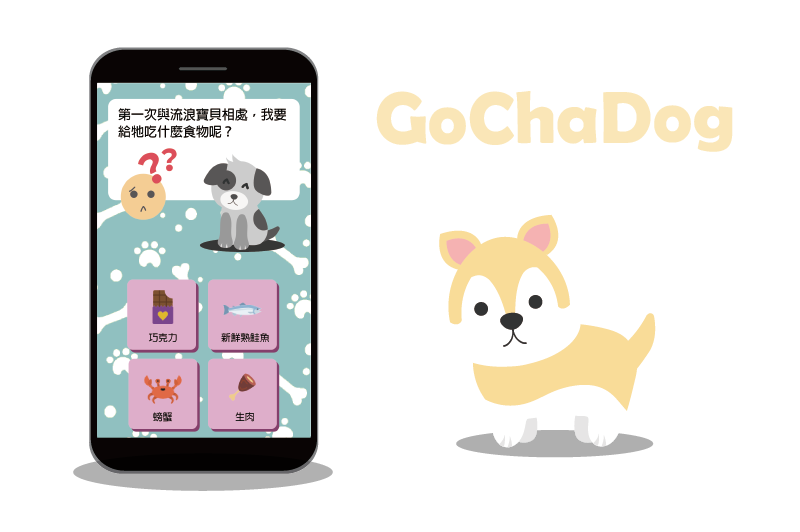 第一次與流浪寶貝相處，我要
給牠吃什麼食物呢？
??
巧克力
新鮮熟鮭魚
螃蟹
生肉
GoChaDog